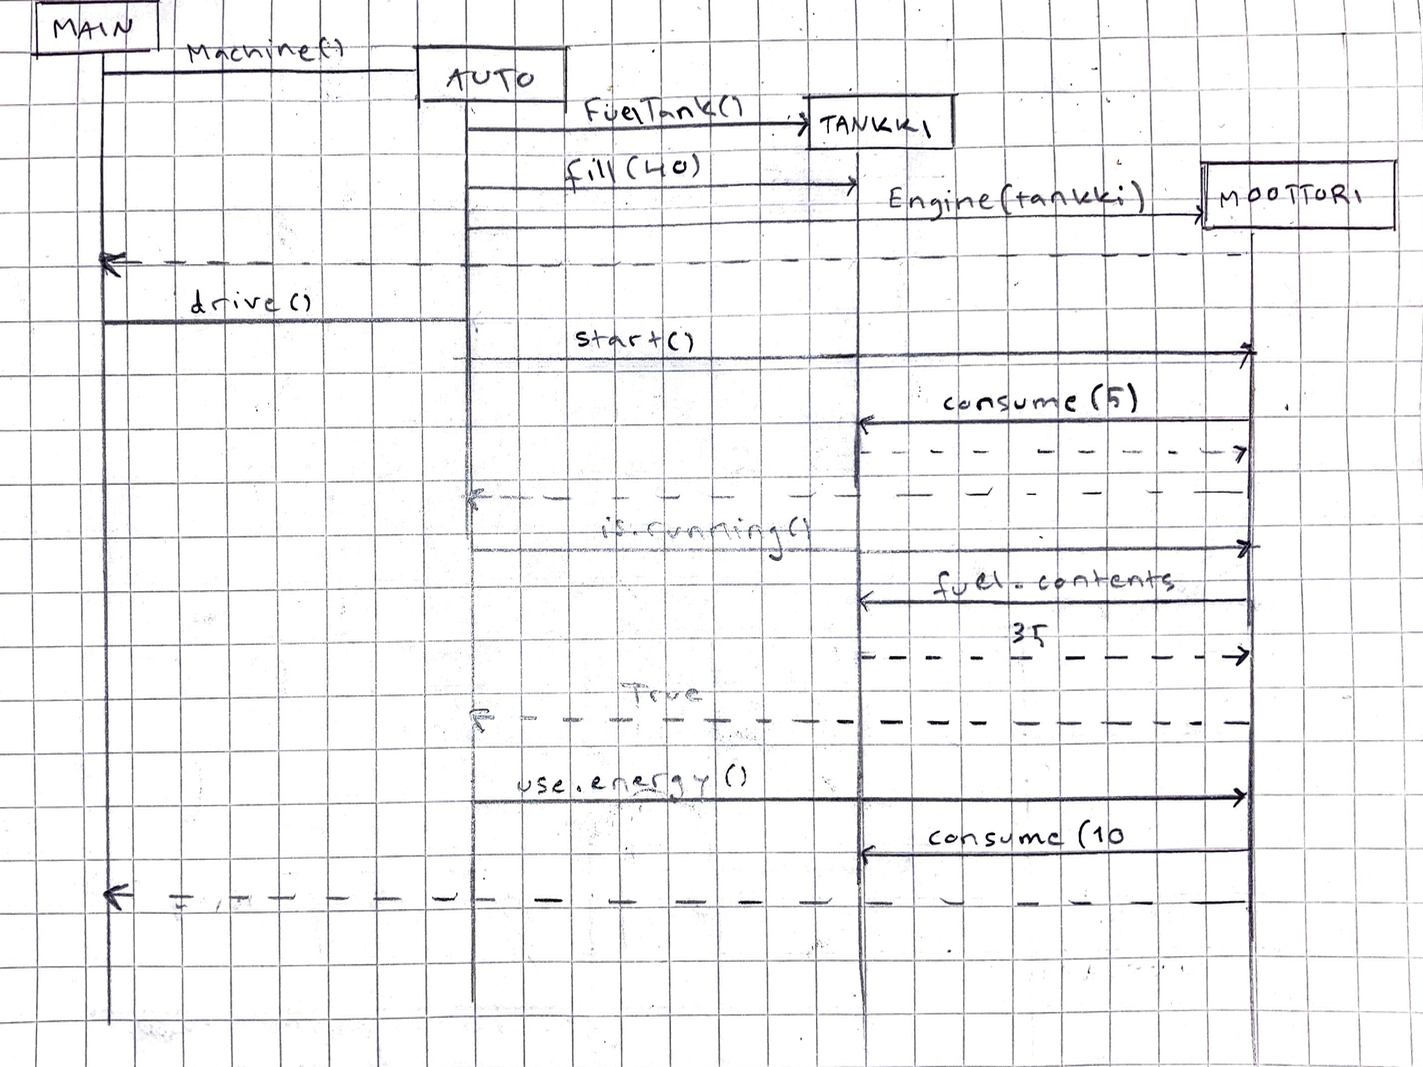 MAIN
Machine()
AUTO
FuelTank()
TANKKI
fill(40)
Engine(tankki)
MOOTTORI
drive()
start()
consume(5)
is.running()
fuel.contents
35
True
use.energy()
consume(10